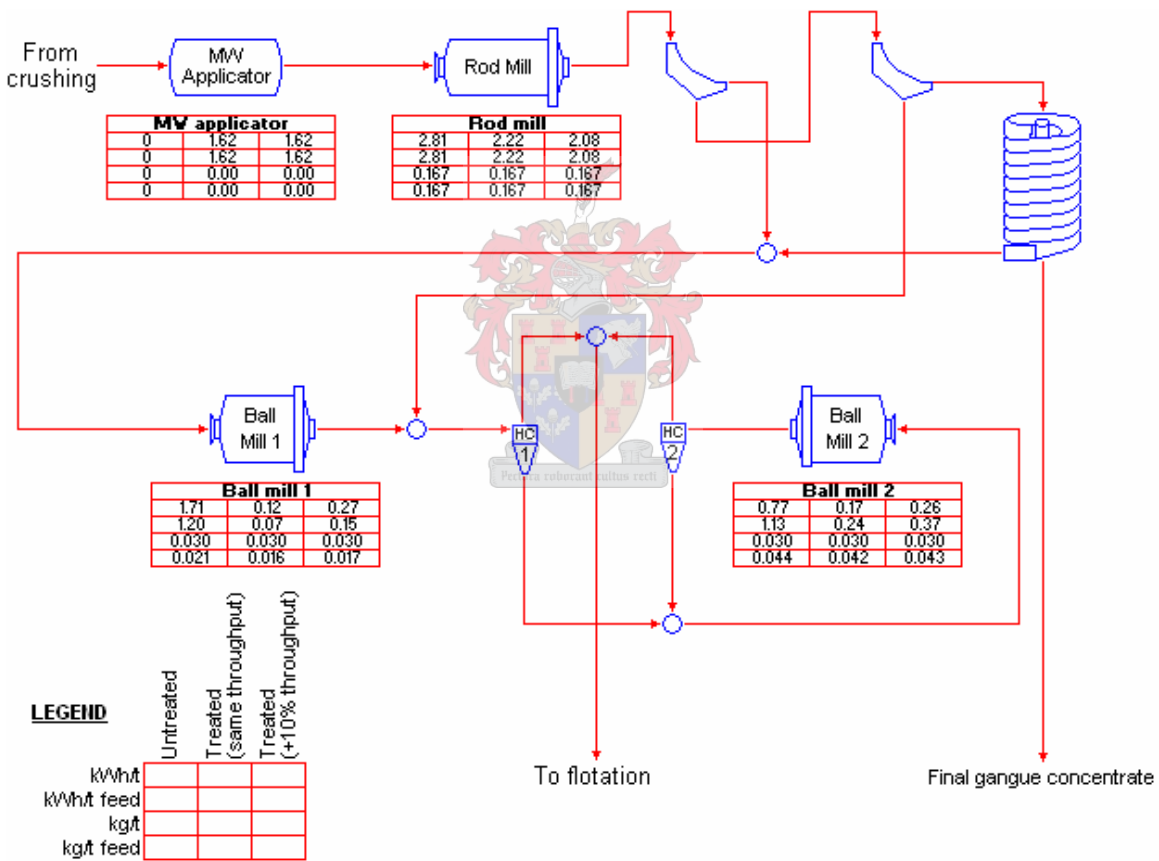 From
crushing
MW
Applicator
Rod Mill
MW applicator
0 1.62 1.62
0 1.62 1.62
0 0.00 0.00
0 0.00 0.00
Rod mill
2.81 2.22 2.08
2.81 2.22 2.08
0.167 0.167 0.167
0.167 0.167 0.167
Ball
Mill 1
HC
1
HC
2
Ball
Mill 2
Pectora roborant cultus recti
Ball mill 1
1.71 0.12 0.27
1.20 0.07 0.15
0.030 0.030 0.030
0.021 0.016 0.017
Ball mill 2
0.77 0.17 0.26
1.13 0.24 0.37
0.030 0.030 0.030
0.044 0.042 0.043
LEGEND
Untreated
Treated
(same throughput)
Treated
(+10% throughput)
kWh/t
kWh/t feed
kg/t
kg/t feed
To flotation
Final gangue concentrate